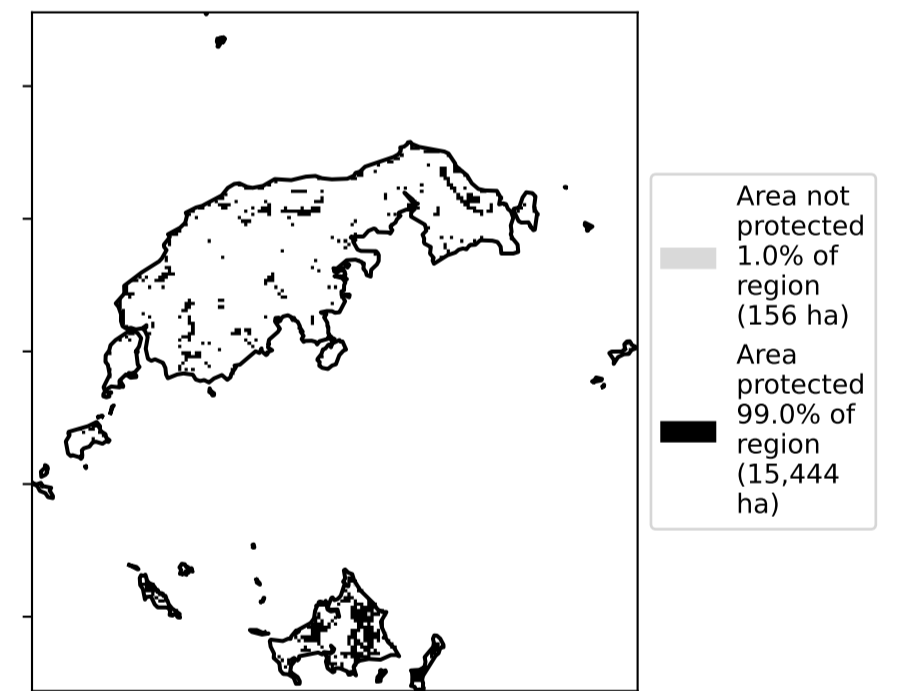 Area not
protected
1.0% of
region
(156 ha)
Area
protected
99.0% of
region
(15,444
ha)